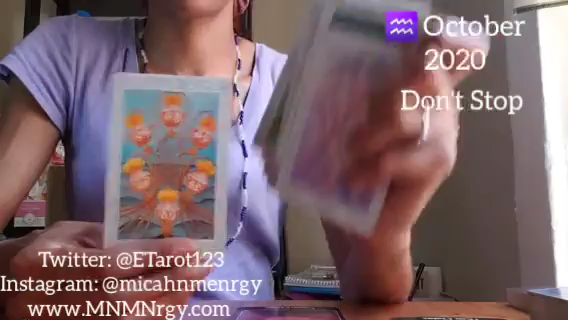 ♒ October
2020
Don't Stop
Twitter: @ETarot123
Instagram: @micahnmenrgy
www.MNMNrgy.com